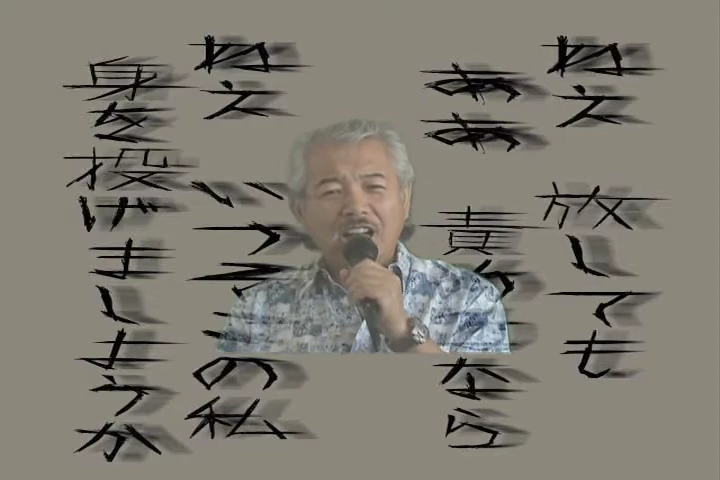 ねえ 放しても
ああ
ねえ いっそこの私
身を投げましょうか